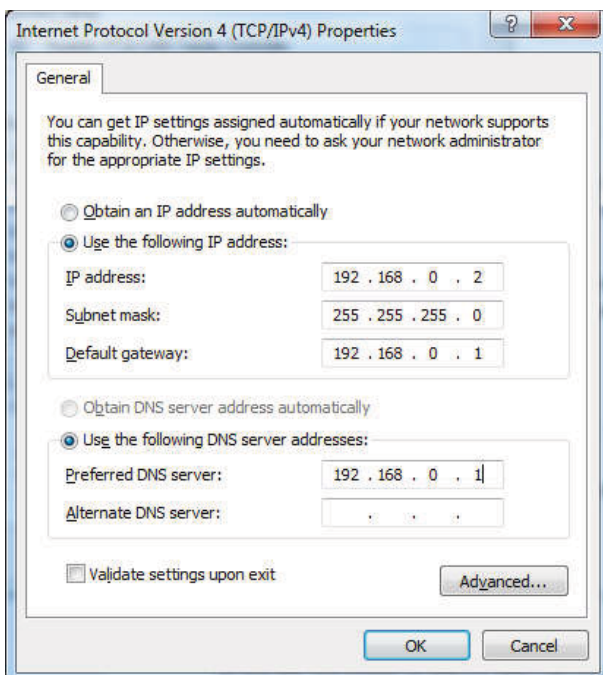 Internet Protocol Version 4 (TCP/IPv4) Properties
?
X
General
You can get IP settings assigned automatically if your network supports
this capability. Otherwise, you need to ask your network administrator
for the appropriate IP settings.
Obtain an IP address automatically
Use the following IP address:
IP address: 192 . 168 . 0 . 2
Subnet mask: 255 . 255 . 255 . 0
Default gateway: 192 . 168 . 0 . 1
Obtain DNS server address automatically
Use the following DNS server addresses:
Preferred DNS server: 192 . 168 . 0 . 1
Alternate DNS server: . . .
Validate settings upon exit
Advanced...
OK Cancel